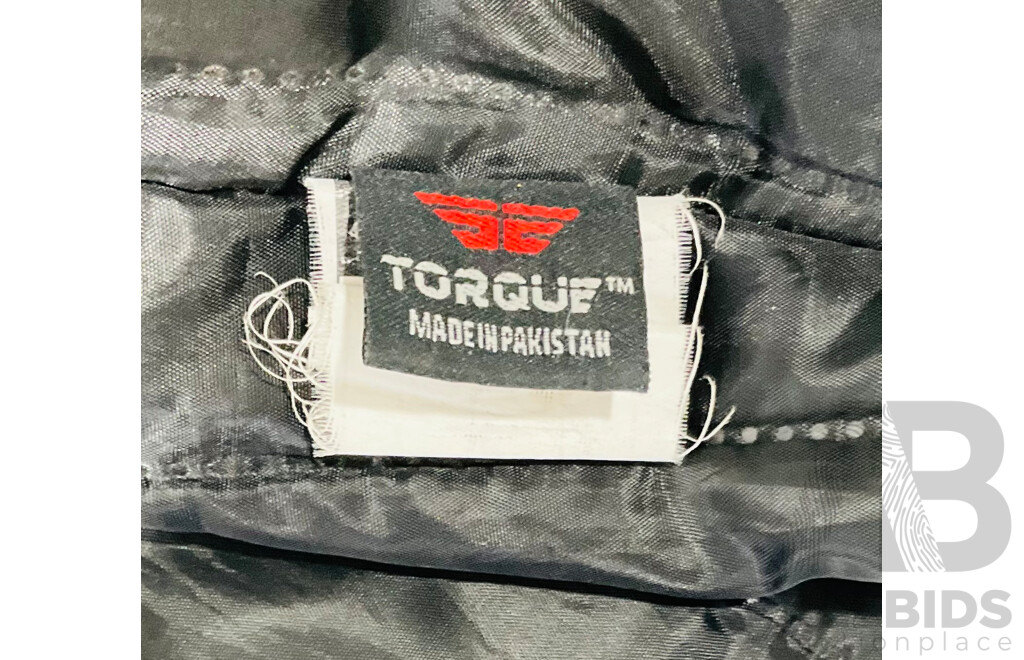 TORQUE™
MADE IN PAKISTAN
B
BIDS
onplace